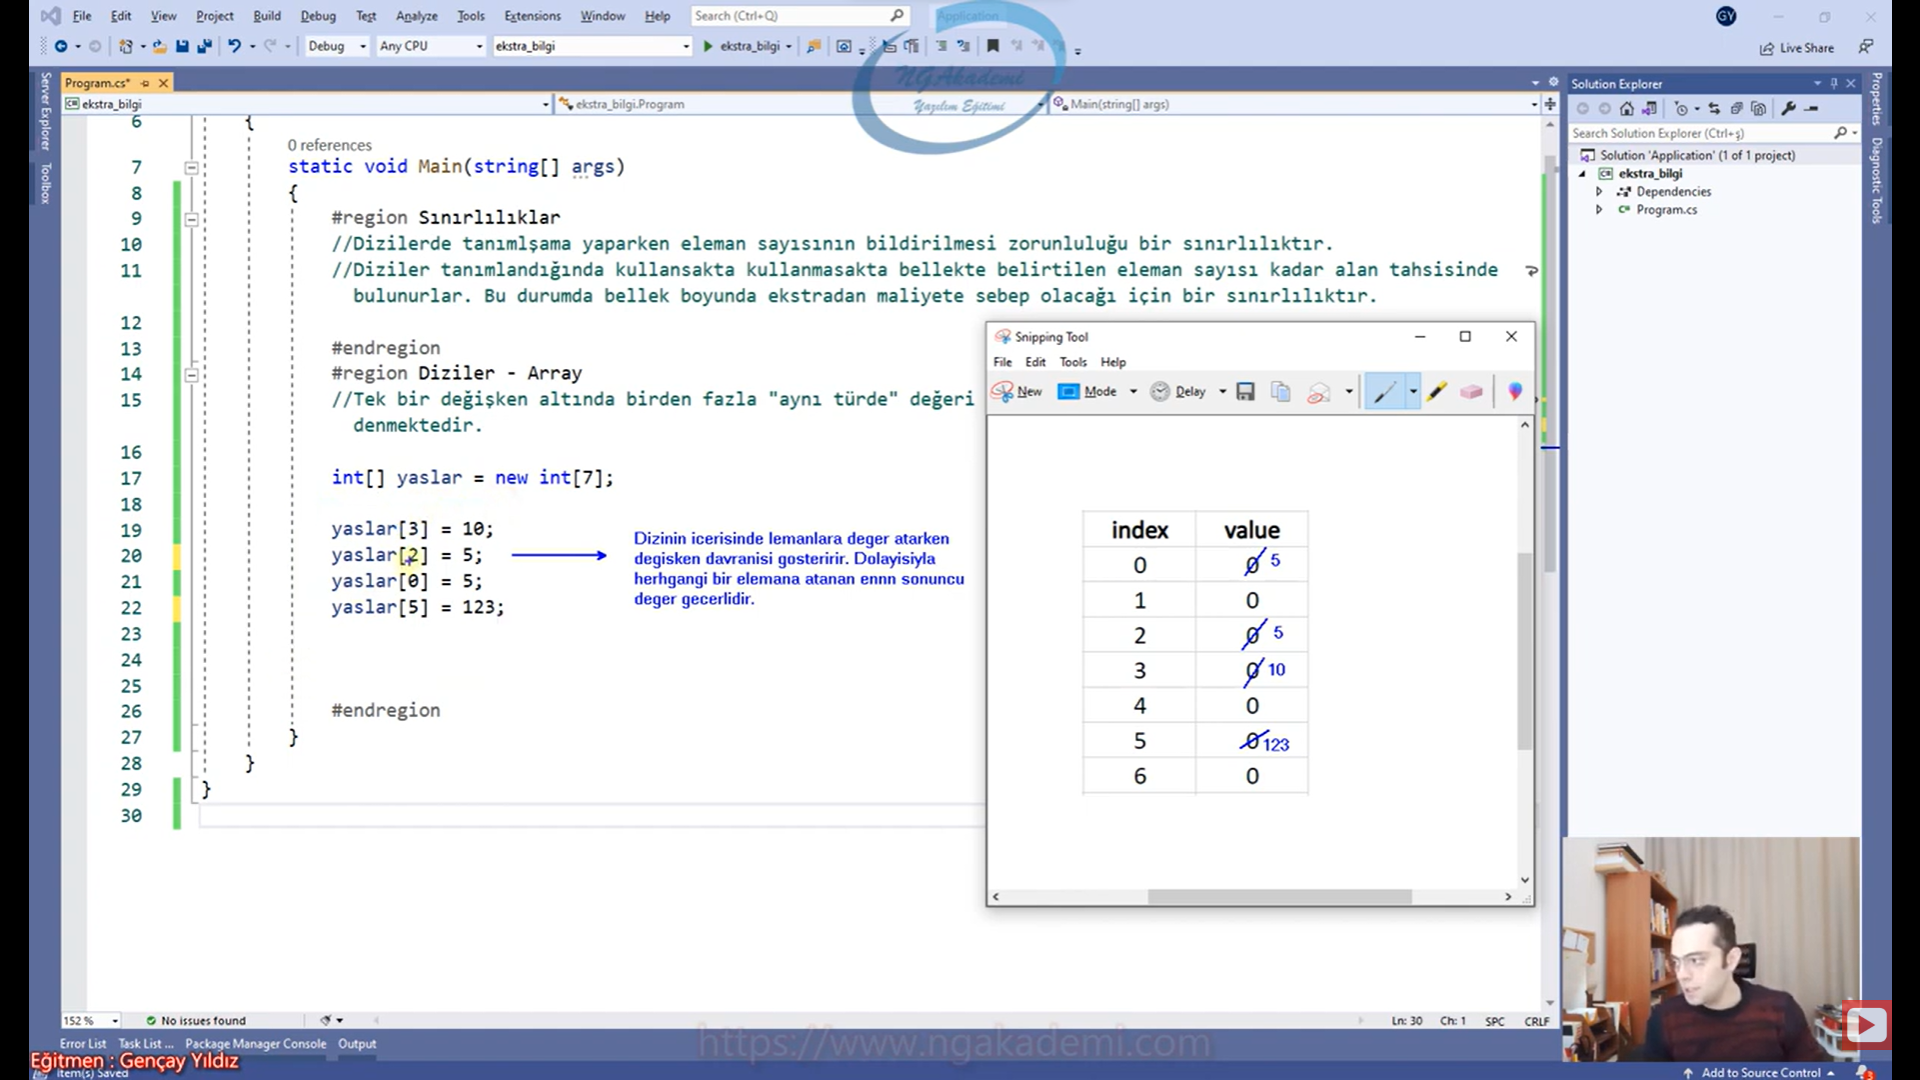 File Edit View Project Build Debug Test Analyze Tools Extensions Window Help Search (Ctrl+Q) Application GY
Debug Any CPU ekstra_bilgi ekstra_bilgi Live Share
NGAkademi
Yazılım Eğitimi
Server Explorer
Toolbox
Program.cs*
ekstra_bilgi ekstra_bilgi.Program Main(string[] args)
6 {
0 references
7 static void Main(string[] args)
8 {
9 #region Sınırlılıklar
10 //Dizilerde tanımlşama yaparken eleman sayısının bildirilmesi zorunluluğu bir sınırlılıktır.
11 //Diziler tanımlandığında kullansakta kullanmasakta bellekte belirtilen eleman sayısı kadar alan tahsisinde
bulunurlar. Bu durumda bellek boyunda ekstradan maliyete sebep olacağı için bir sınırlılıktır.
12
13 #endregion
14 #region Diziler - Array
15 //Tek bir değişken altında birden fazla "aynı türde" değeri
denmektedir.
16
17 int[] yaslar = new int[7];
18
19 yaslar[3] = 10;
20 yaslar[2] = 5;
21 yaslar[0] = 5;
22 yaslar[5] = 123;
23
24
25
26 #endregion
27 }
28 }
29 }
30
Dizinin icerisinde lemanlara deger atarken
degisken davranisi gosteririr. Dolayisiyla
herhgangi bir elemana atanan ennn sonuncu
deger gecerlidir.
Snipping Tool
File Edit Tools Help
New Mode Delay
index value
0 0 5
1 0
2 0 5
3 0 10
4 0
5 0 123
6 0
Solution Explorer
Search Solution Explorer (Ctrl+ş)
Solution 'Application' (1 of 1 project)
ekstra_bilgi
Dependencies
Program.cs
Properties
Diagnostic Tools
152 % No issues found Ln: 30 Ch: 1 SPC CRLF
Error List Task List ... Package Manager Console Output
https://www.ngakademi.com
Eğitmen : Gençay Yıldız
Item(s) Saved Add to Source Control 3